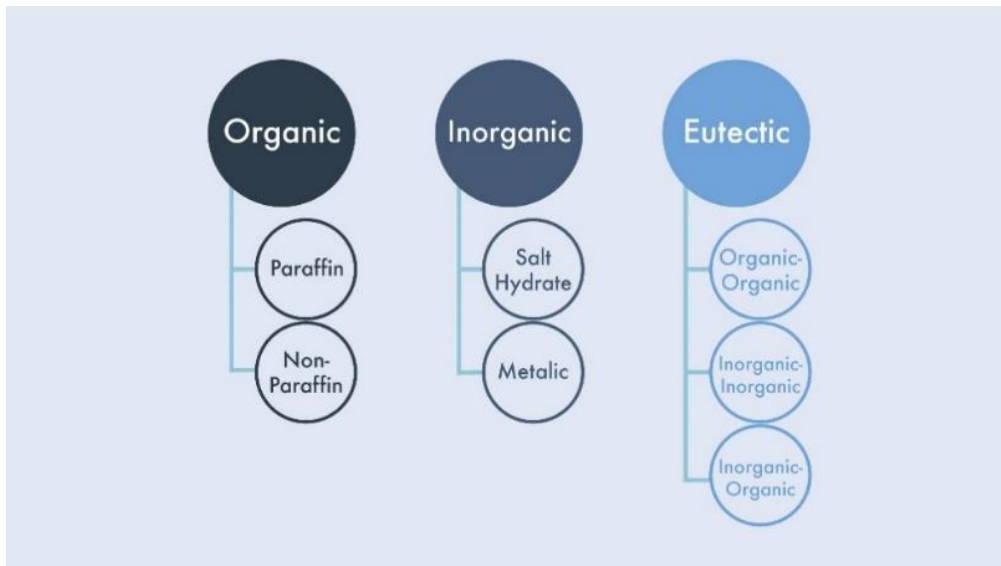 Organic
Paraffin
Non-
Paraffin
Inorganic
Salt
Hydrate
Metalic
Eutectic
Organic-
Organic
Inorganic-
Inorganic
Inorganic-
Organic